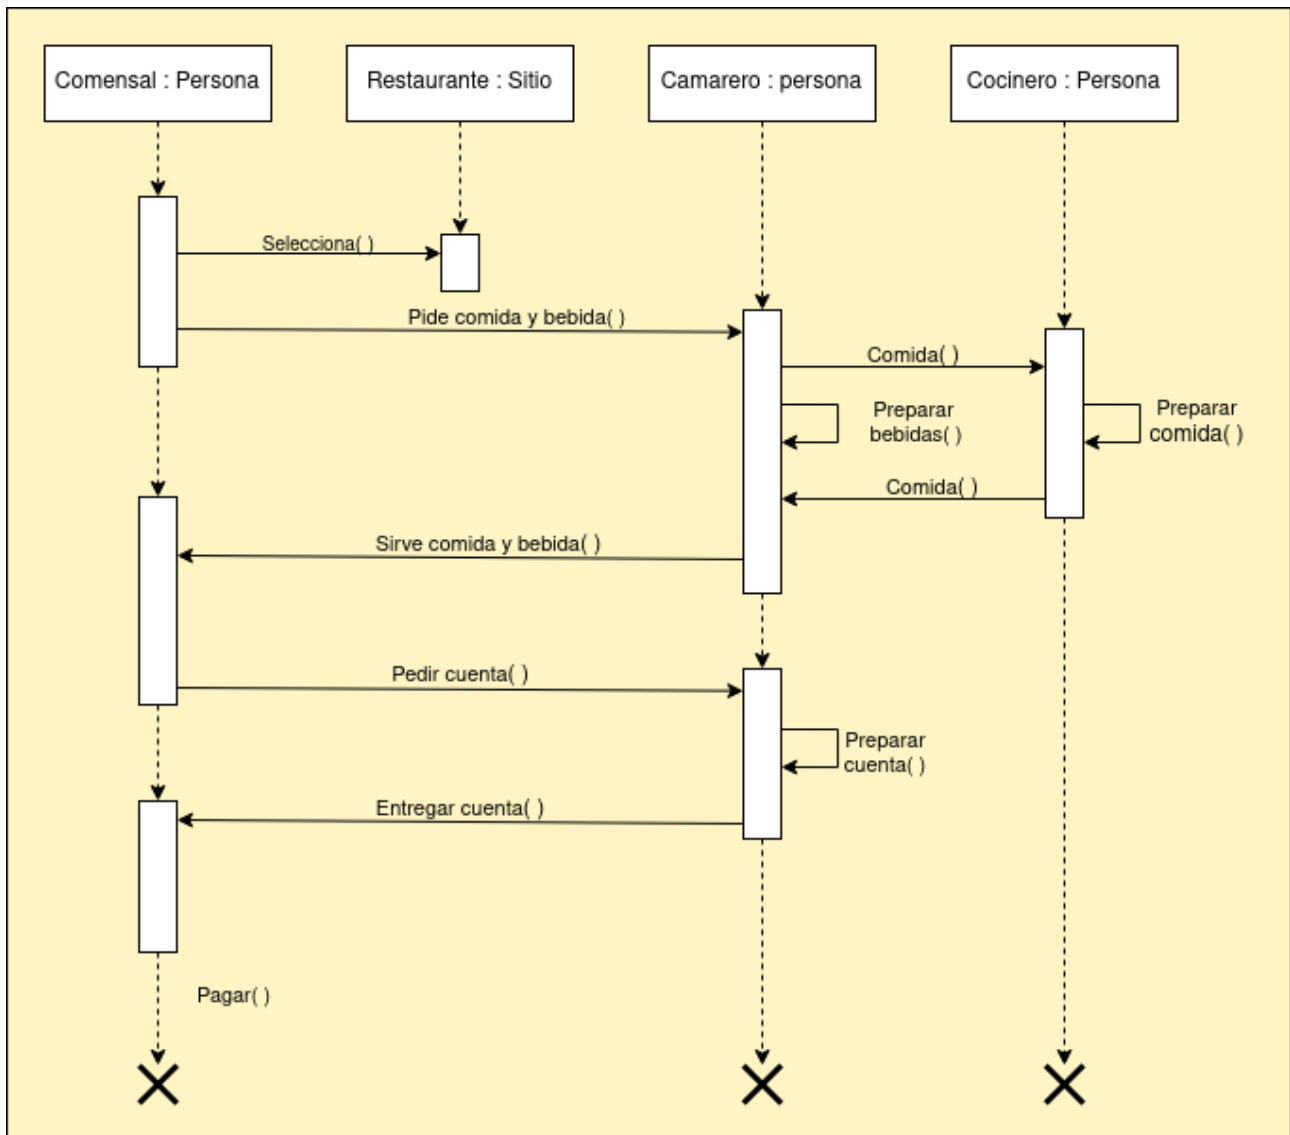 Comensal : Persona
Restaurante : Sitio
Camarero : persona
Cocinero : Persona
Selecciona( )
Pide comida y bebida( )
Comida( )
Preparar
bebidas( )
Preparar
comida( )
Comida( )
Sirve comida y bebida( )
Pedir cuenta( )
Preparar
cuenta( )
Entregar cuenta( )
Pagar( )